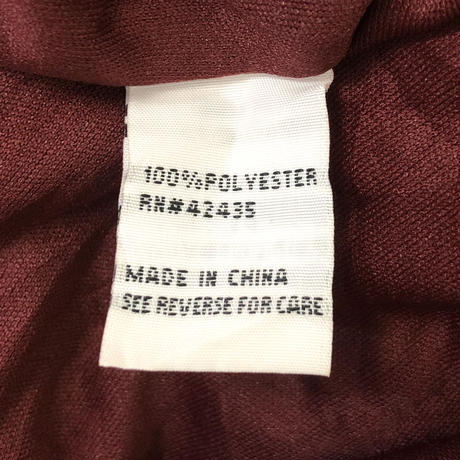 100%POLYESTER
RN#42435
MADE IN CHINA
SEE REVERSE FOR CARE